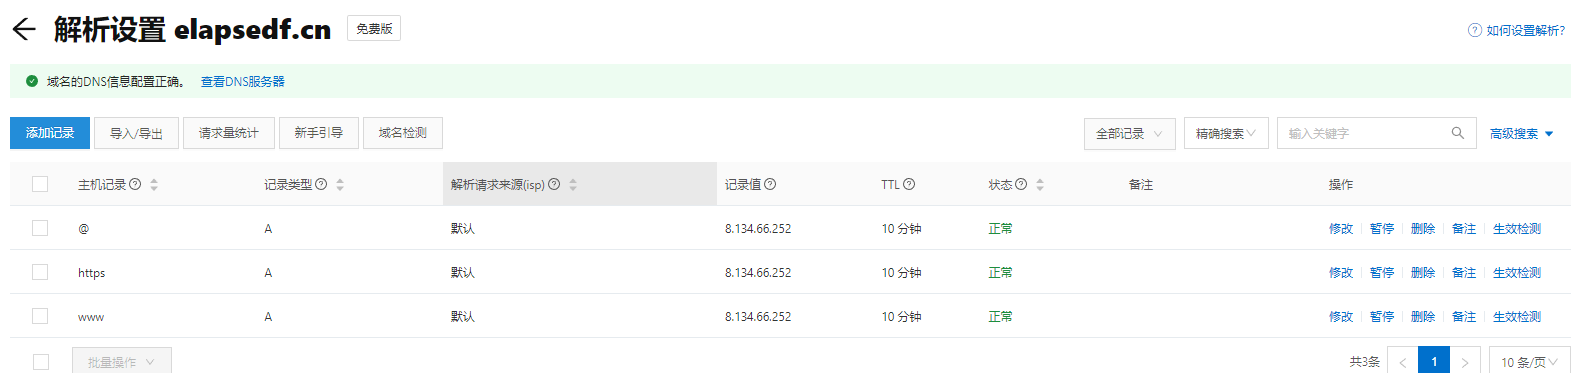 解析设置 elapsedf.cn 免费版 如何设置解析?
域名的DNS信息配置正确。 查看DNS服务器
添加记录 导入/导出 请求量统计 新手引导 域名检测 全部记录 精确搜索 输入关键字 高级搜索
主机记录 记录类型 解析请求来源(isp) 记录值 TTL 状态 备注 操作
@ A 默认 8.134.66.252 10 分钟 正常 修改 暂停 删除 备注 生效检测
https A 默认 8.134.66.252 10 分钟 正常 修改 暂停 删除 备注 生效检测
www A 默认 8.134.66.252 10 分钟 正常 修改 暂停 删除 备注 生效检测
批量操作 共3条 < 1 > 10 条/页